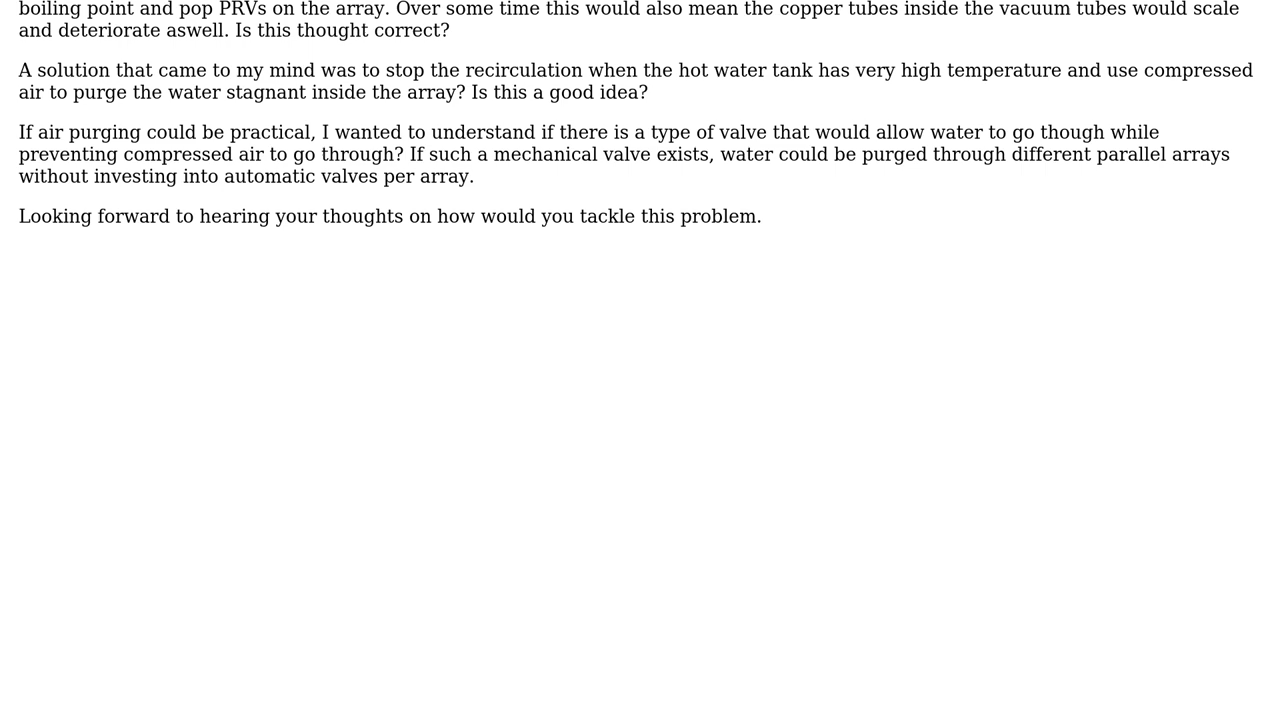 boiling point and pop PRVs on the array. Over some time this would also mean the copper tubes inside the vacuum tubes would scale
and deteriorate aswell. Is this thought correct?
A solution that came to my mind was to stop the recirculation when the hot water tank has very high temperature and use compressed
air to purge the water stagnant inside the array? Is this a good idea?
If air purging could be practical, I wanted to understand if there is a type of valve that would allow water to go though while
preventing compressed air to go through? If such a mechanical valve exists, water could be purged through different parallel arrays
without investing into automatic valves per array.
Looking forward to hearing your thoughts on how would you tackle this problem.